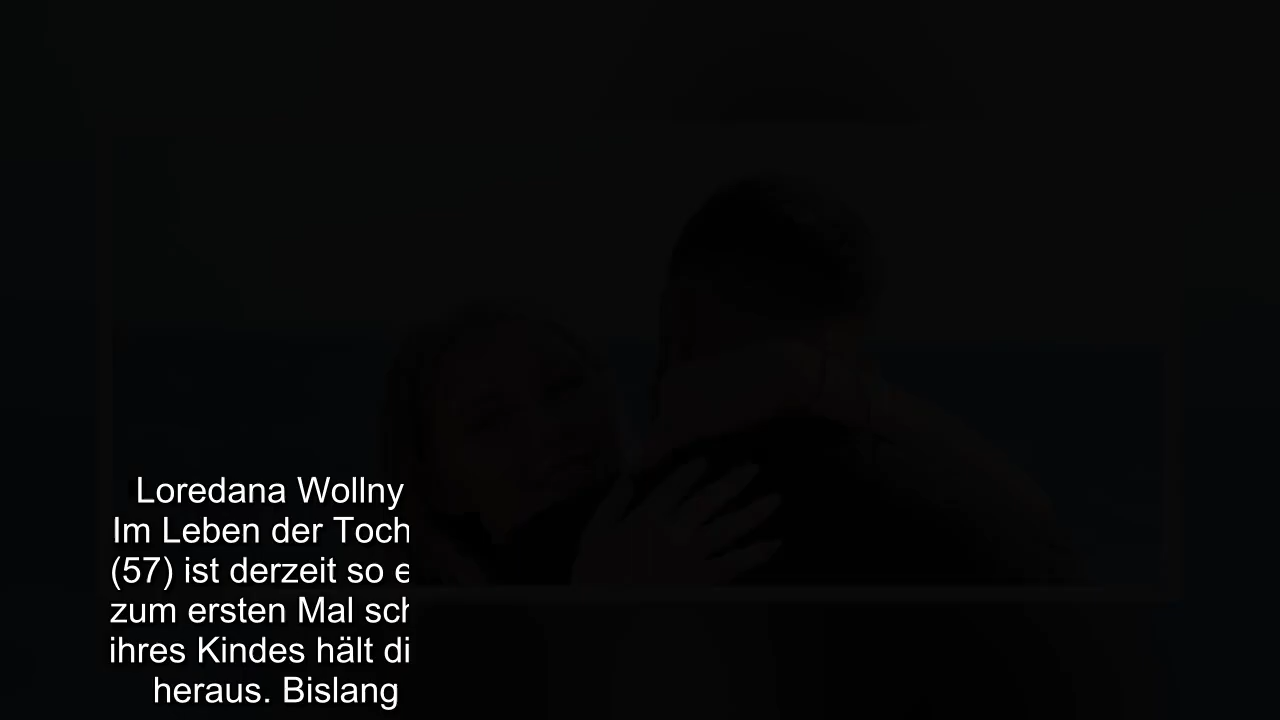 Loredana Wollny
Im Leben der Toch
(57) ist derzeit so e
zum ersten Mal sch
ihres Kindes hält di
heraus. Bislang